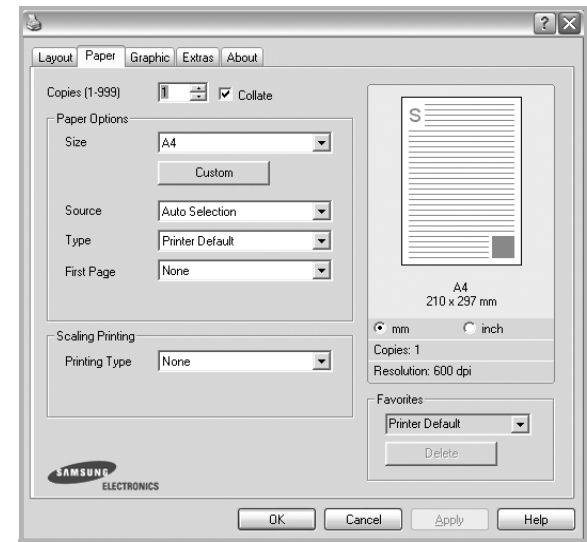 Layout Paper Graphic Extras About
Copies (1-999) 1 Collate
Paper Options
Size A4
Custom
Source Auto Selection
Type Printer Default
First Page None
Scaling Printing
Printing Type None
SAMSUNG
ELECTRONICS
S
A4
210 x 297 mm
mm inch
Copies: 1
Resolution: 600 dpi
Favorites
Printer Default
Delete
OK Cancel Apply Help